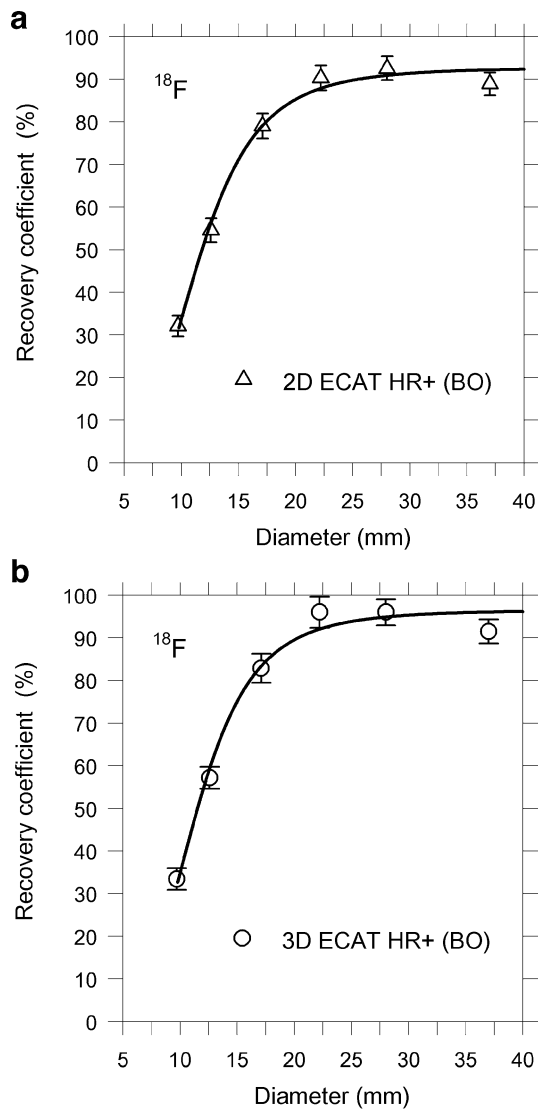 a
100
90
80
70
60
50
40
30
20
10
0
Recovery coefficient (%)
18F
2D ECAT HR+ (BO)
5 10 15 20 25 30 35 40
Diameter (mm)
b
100
90
80
70
60
50
40
30
20
10
0
Recovery coefficient (%)
18F
3D ECAT HR+ (BO)
5 10 15 20 25 30 35 40
Diameter (mm)